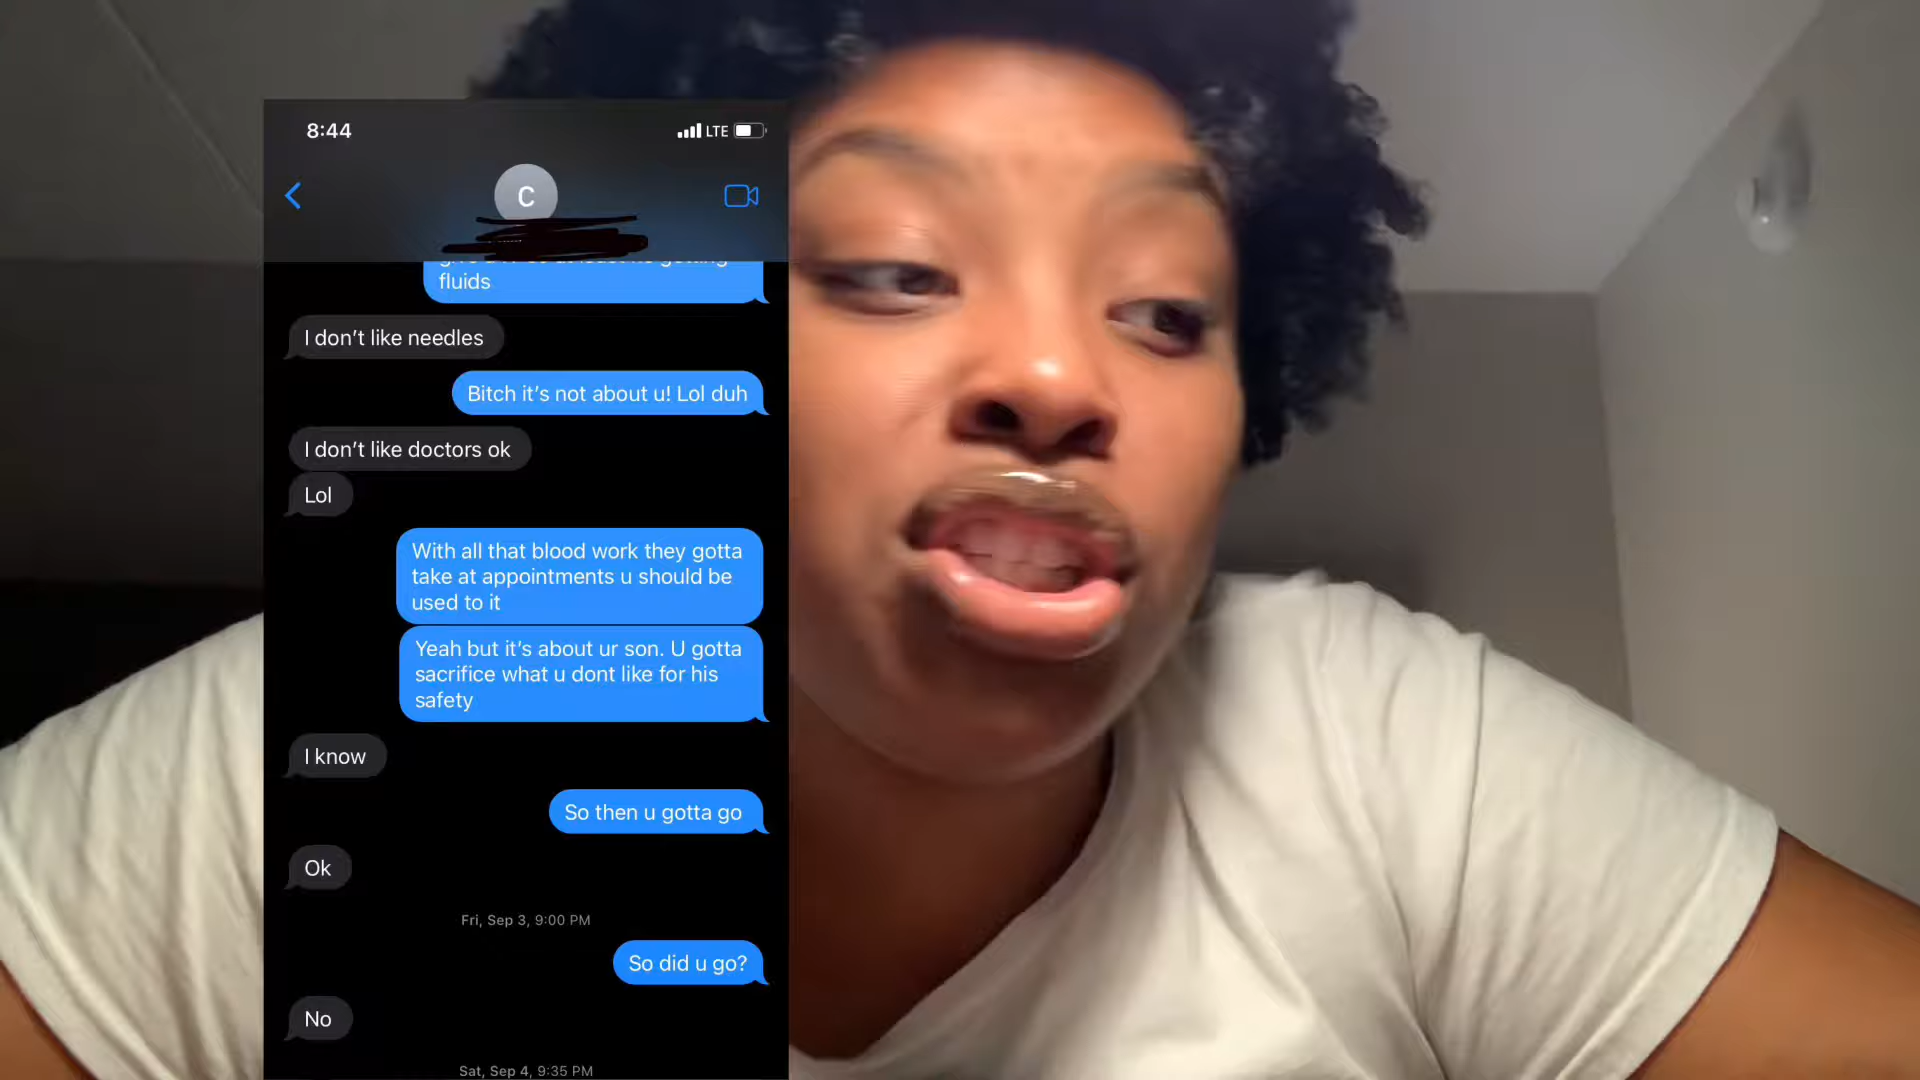 8:44
LTE
C
fluids
I don’t like needles
Bitch it’s not about u! Lol duh
I don’t like doctors ok
Lol
With all that blood work they gotta
take at appointments u should be
used to it
Yeah but it’s about ur son. U gotta
sacrifice what u dont like for his
safety
I know
So then u gotta go
Ok
Fri, Sep 3, 9:00 PM
So did u go?
No
Sat, Sep 4, 9:35 PM